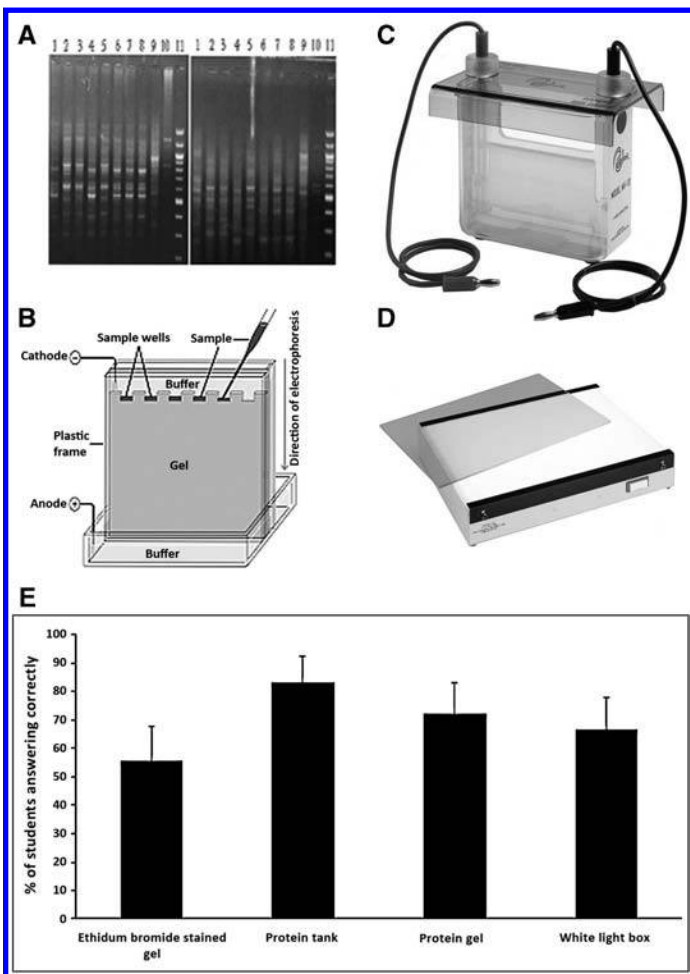 A
1 2 3 4 5 6 7 8 9 10 11 1 2 3 4 5 6 7 8 9 10 11
C
B
Sample wells
Sample
Cathode
-
Buffer
Direction of electrophoresis
Plastic
frame
Gel
Anode
+
Buffer
D
E
% of students answering correctly
100
90
80
70
60
50
40
30
20
10
0
Ethidum bromide stained
gel
Protein tank
Protein gel
White light box